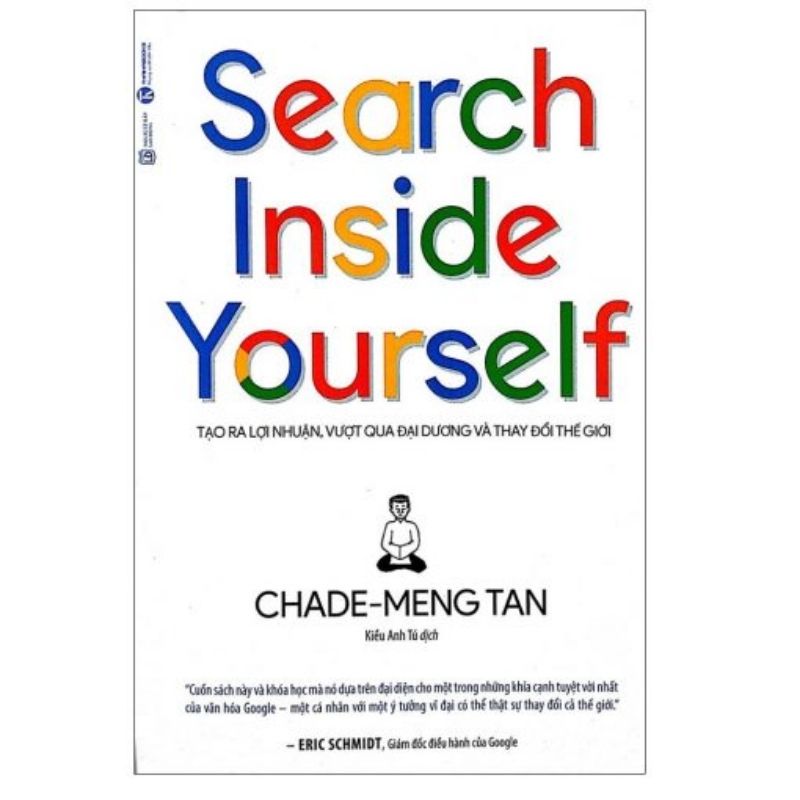 Search
Inside
Yourself
TẠO RA LỢI NHUẬN, VƯỢT QUA ĐẠI DƯƠNG VÀ THAY ĐỔI THẾ GIỚI
CHADE-MENG TAN
Kiều Anh Tú dịch
“Cuốn sách này và khóa học mà nó dựa trên đại diện cho một trong những khía cạnh tuyệt vời nhất
của văn hóa Google – một cá nhân với một ý tưởng vĩ đại có thể thật sự thay đổi cả thế giới.”
– ERIC SCHMIDT, Giám đốc điều hành của Google